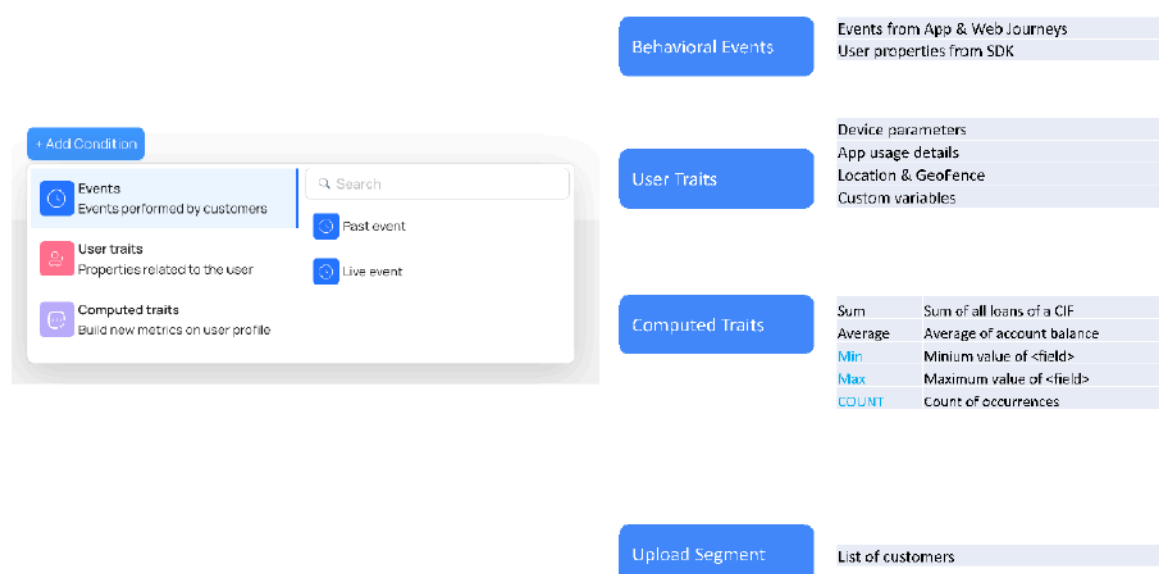 + Add Condition
Events
Events performed by customers
User traits
Properties related to the user
Computed traits
Build new metrics on user profile
Search
Past event
Live event
Behavioral Events
Events from App & Web Journeys
User properties from SDK
User Traits
Device parameters
App usage details
Location & GeoFence
Custom variables
Computed Traits
Sum Sum of all loans of a CIF
Average Average of account balance
Min Minium value of <field>
Max Maximum value of <field>
COUNT Count of occurrences
Upload Segment
List of customers